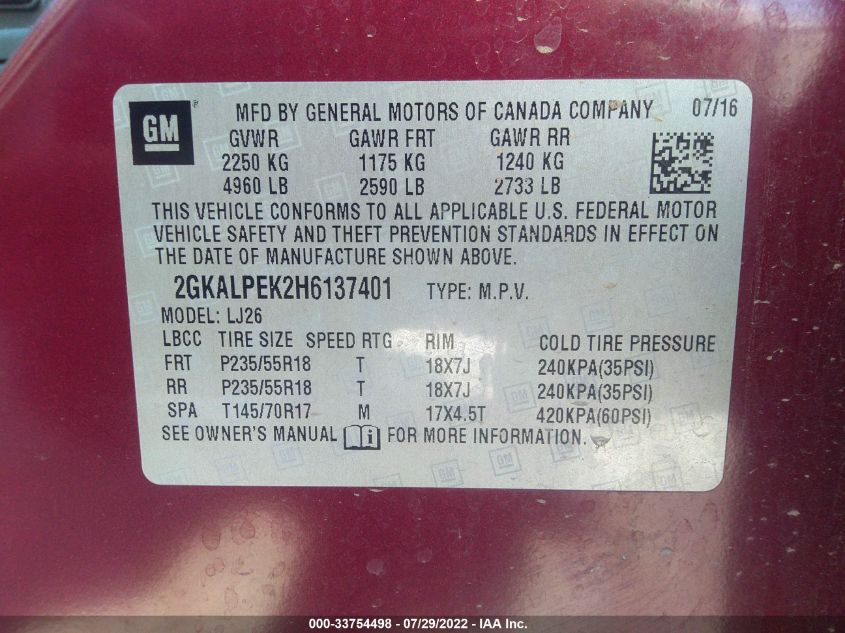 GM ® MFD BY GENERAL MOTORS OF CANADA COMPANY 07/16
GVWR GAWR FRT GAWR RR
2250 KG 1175 KG 1240 KG
4960 LB 2590 LB 2733 LB
THIS VEHICLE CONFORMS TO ALL APPLICABLE U.S. FEDERAL MOTOR
VEHICLE SAFETY AND THEFT PREVENTION STANDARDS IN EFFECT ON
THE DATE OF MANUFACTURE SHOWN ABOVE.
2GKALPEK2H6137401 TYPE: M.P.V.
MODEL: LJ26
LBCC TIRE SIZE SPEED RTG RIM COLD TIRE PRESSURE
FRT P235/55R18 T 18X7J 240KPA(35PSI)
RR P235/55R18 T 18X7J 240KPA(35PSI)
SPA T145/70R17 M 17X4.5T 420KPA(60PSI)
SEE OWNER'S MANUAL FOR MORE INFORMATION.
000-33754498 - 07/29/2022 - IAA Inc.